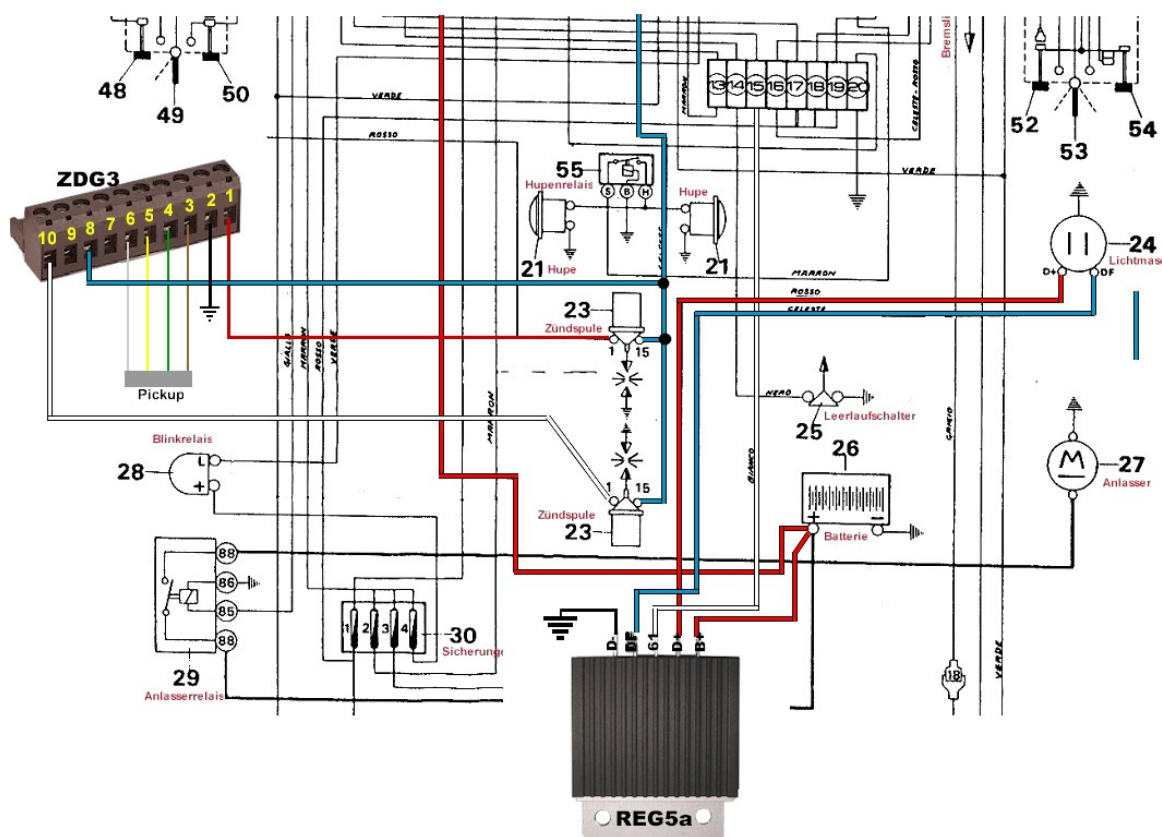 48
49
50
52
53
54
VERDE
ROSSO
MARRON
13 14 15 16 17 18 19 20
CELESTE-ROSSO
VERDE
ZDG3
10 9 8 7 6 5 4 3 2 1
55
Hupenrelais
S B H
Hupe
21
Hupe
21
MARRON
ROSSO
CELESTE
24
D+ DF
23
Zündspule
1 15
GIALLO
MARRON
ROSSO
VERDE
MARRON
Pickup
NERO
25
Leerlaufschalter
BIANCO
GRIGIO
Blinkrelais
28
L
+
1 15
Zündspule
23
26
+
Batterie
M
27
Anlasser
88
86
85
88
29
Anlasserrelais
1 2 3 4
30
Sicherunge
D- DF 61 D+ B+
18
VERDE
REG5a